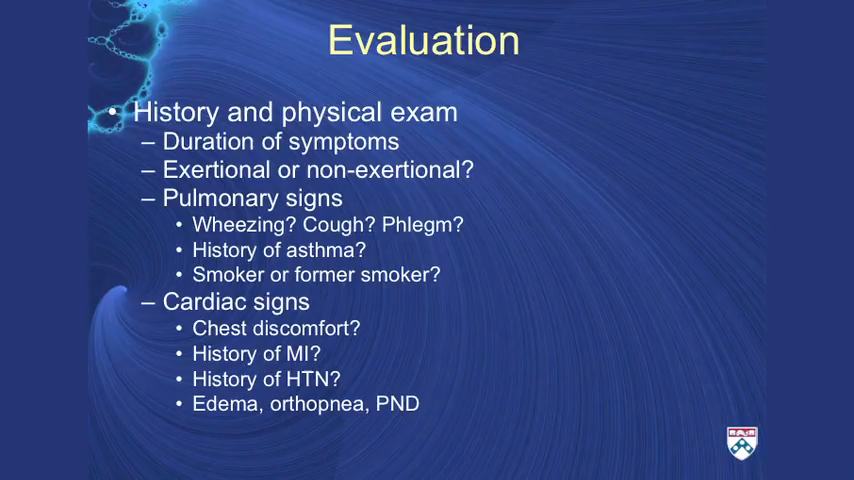 Evaluation
• History and physical exam
– Duration of symptoms
– Exertional or non-exertional?
– Pulmonary signs
• Wheezing? Cough? Phlegm?
• History of asthma?
• Smoker or former smoker?
– Cardiac signs
• Chest discomfort?
• History of MI?
• History of HTN?
• Edema, orthopnea, PND